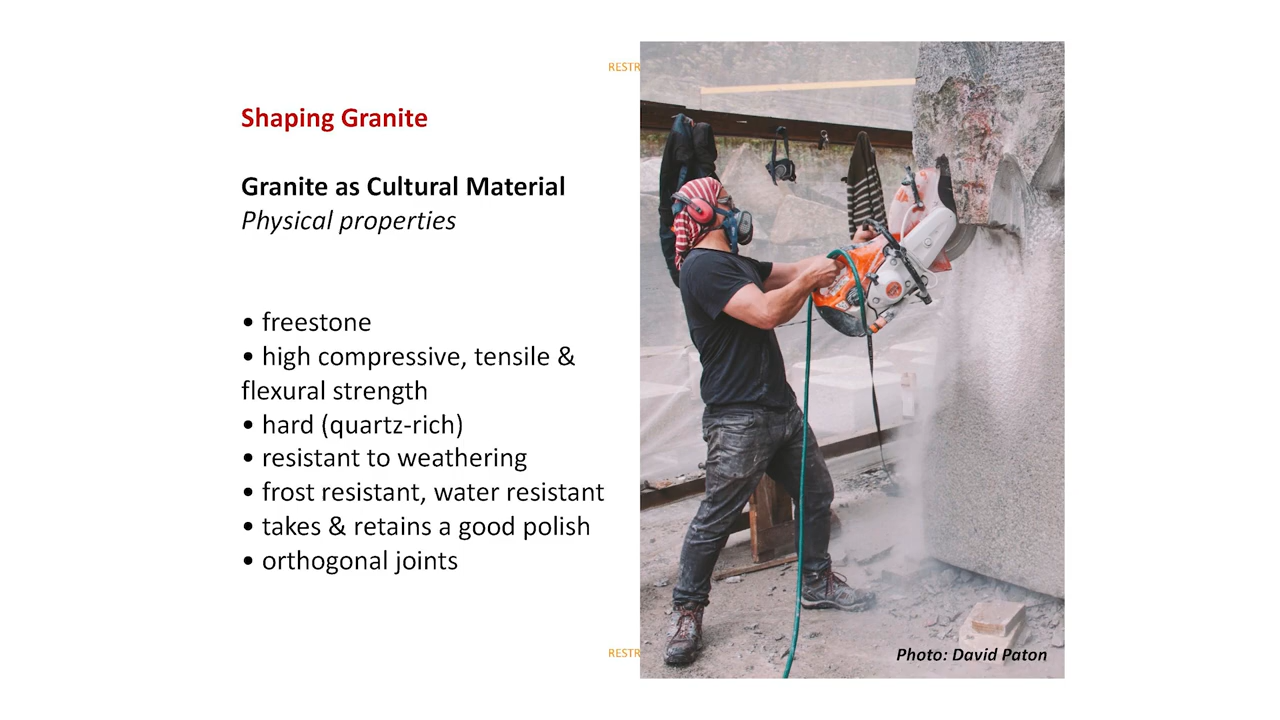 RESTR
Shaping Granite
Granite as Cultural Material
Physical properties
• freestone
• high compressive, tensile &
flexural strength
• hard (quartz-rich)
• resistant to weathering
• frost resistant, water resistant
• takes & retains a good polish
• orthogonal joints
RESTR
Photo: David Paton